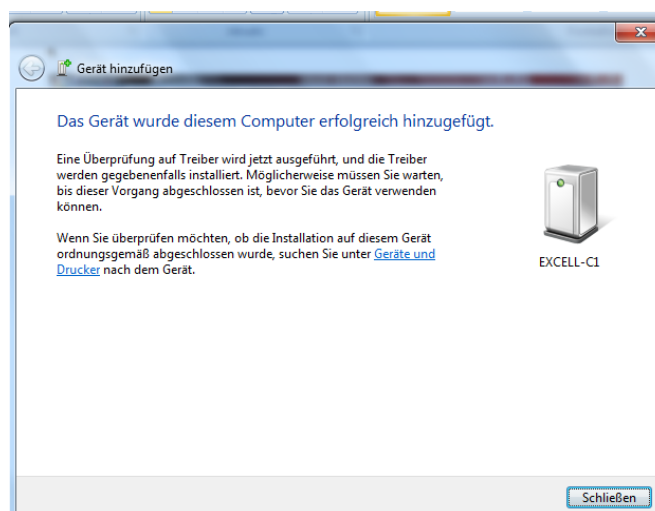 Gerät hinzufügen
Das Gerät wurde diesem Computer erfolgreich hinzugefügt.
Eine Überprüfung auf Treiber wird jetzt ausgeführt, und die Treiber
werden gegebenenfalls installiert. Möglicherweise müssen Sie warten,
bis dieser Vorgang abgeschlossen ist, bevor Sie das Gerät verwenden
können.
Wenn Sie überprüfen möchten, ob die Installation auf diesem Gerät
ordnungsgemäß abgeschlossen wurde, suchen Sie unter Geräte und
Drucker nach dem Gerät.
EXCELL-C1
Schließen